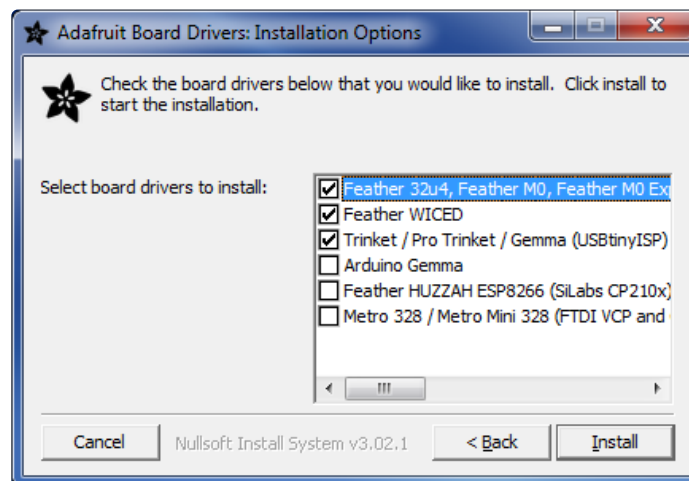 Adafruit Board Drivers: Installation Options
Check the board drivers below that you would like to install. Click install to
start the installation.
Select board drivers to install:
Feather 32u4, Feather M0, Feather M0 Exp
Feather WICED
Trinket / Pro Trinket / Gemma (USBtinyISP)
Arduino Gemma
Feather HUZZAH ESP8266 (SiLabs CP210x)
Metro 328 / Metro Mini 328 (FTDI VCP and
Cancel
Nullsoft Install System v3.02.1
< Back
Install